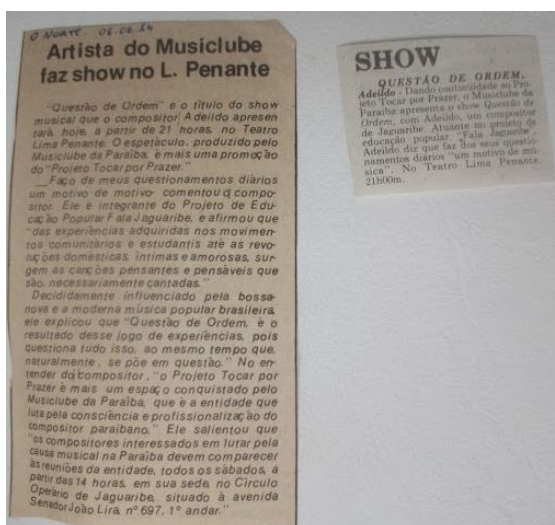 O NORTE. 06.06.84
Artista do Musiclube
faz show no L. Penante
"Questão de Ordem" e o título do show
musical que o compositor Adeildo apresen
tará, hoje, a partir de 21 horas, no Teatro
Lima Penante. O espetáculo, produzido pelo
Musiclube da Paraíba, é mais uma promoção
do "Projeto Tocar por Prazer."
Faço de meus questionamentos diários
um motivo de motivo- comentou o compo-
sitor. Ele e integrante do Projeto de Edu-
cação Popular Fala Jaguaribe, e afirmou que
"das experiências adquiridas nos movimen-
tos comunitários e estudantis até as revo-
luções domésticas, íntimas e amorosas, sur-
gem as canções pensantes e pensáveis que
são, necessariamente cantadas."
Decididamente influenciado pela bossa-
nova e a moderna música popular brasileira,
ele explicou que "Questão de Ordem, é o
resultado desse jogo de experiências, pois
questiona tudo isso, ao mesmo tempo que,
naturalmente, se põe em questão." No en-
tender do compositor, "o Projeto Tocar por
Prazer é mais um espaço conquistado pelo
Musiclube da Paraíba, que é a entidade que
luta pela consciência e profissionalização do
compositor paraibano." Ele salientou que
"os compositores interessados em lutar pela
causa musical na Paraíba devem comparecer
às reuniões da entidade, todos os sábados, a
partir das 14 horas, em sua sede, no Círculo
Operário de Jaguaribe, situado à avenida
Senador João Lira, nº 697, 1º andar."
SHOW
QUESTÃO DE ORDEM,
Adeildo - Dando continuidade ao Pro-
jeto Tocar por Prazer, o Musiclube da
Paraíba apresenta o show Questão de
Ordem, com Adeildo, um compositor
de Jaguaribe. Atuante no projeto de
educação popular "Fala Jaguaribe",
Adeildo diz que faz dos seus questio-
namentos diários "um motivo de mú-
sica". No Teatro Lima Penante,
21h00m.